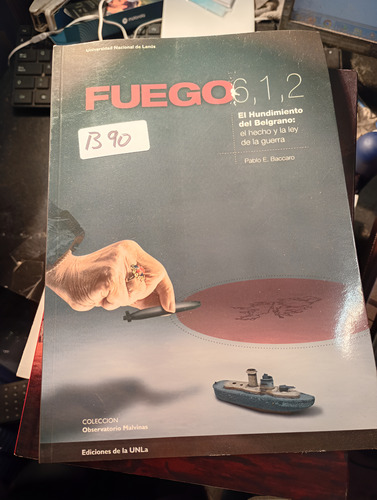 Universidad Nacional de Lanús
FUEGO 6,1,2
El Hundimiento
del Belgrano:
el hecho y la ley
de la guerra
Pablo E. Baccaro
B 90
COLECCIÓN
Observatorio Malvinas
Ediciones de la UNLa